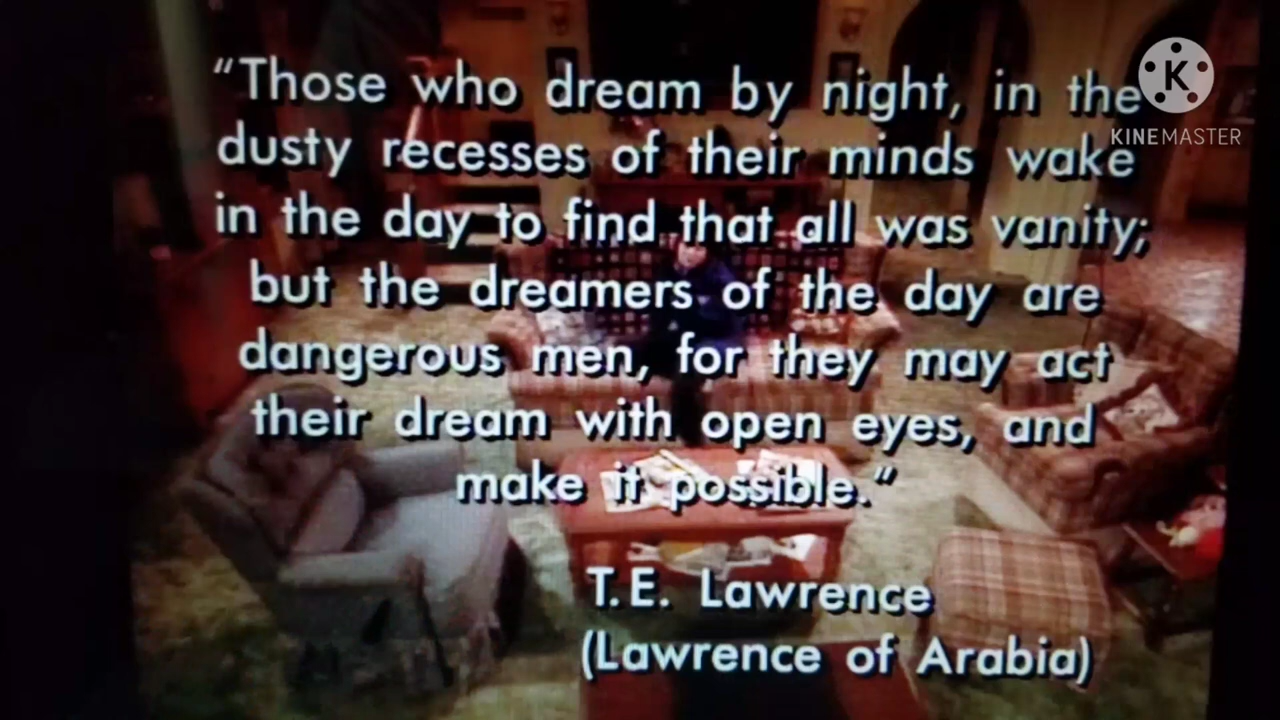 "Those who dream by night, in the
dusty recesses of their minds wake
in the day to find that all was vanity;
but the dreamers of the day are
dangerous men, for they may act
their dream with open eyes, and
make it possible."
T.E. Lawrence
(Lawrence of Arabia)
K
KINEMASTER